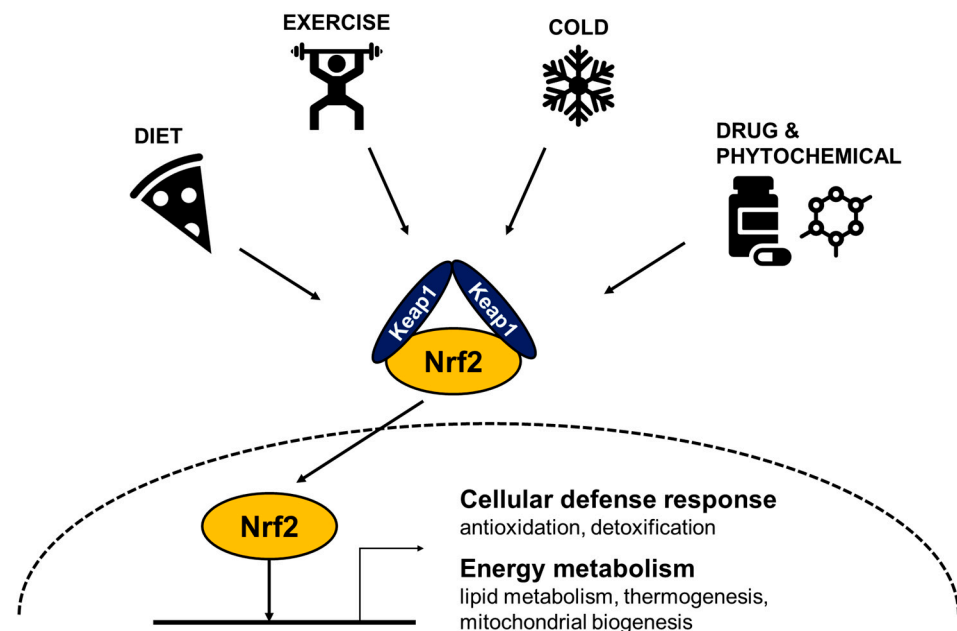 EXERCISE
COLD
DIET
DRUG &
PHYTOCHEMICAL
Keap1
Keap1
Nrf2
Nrf2
Cellular defense response
antioxidation, detoxification
Energy metabolism
lipid metabolism, thermogenesis,
mitochondrial biogenesis